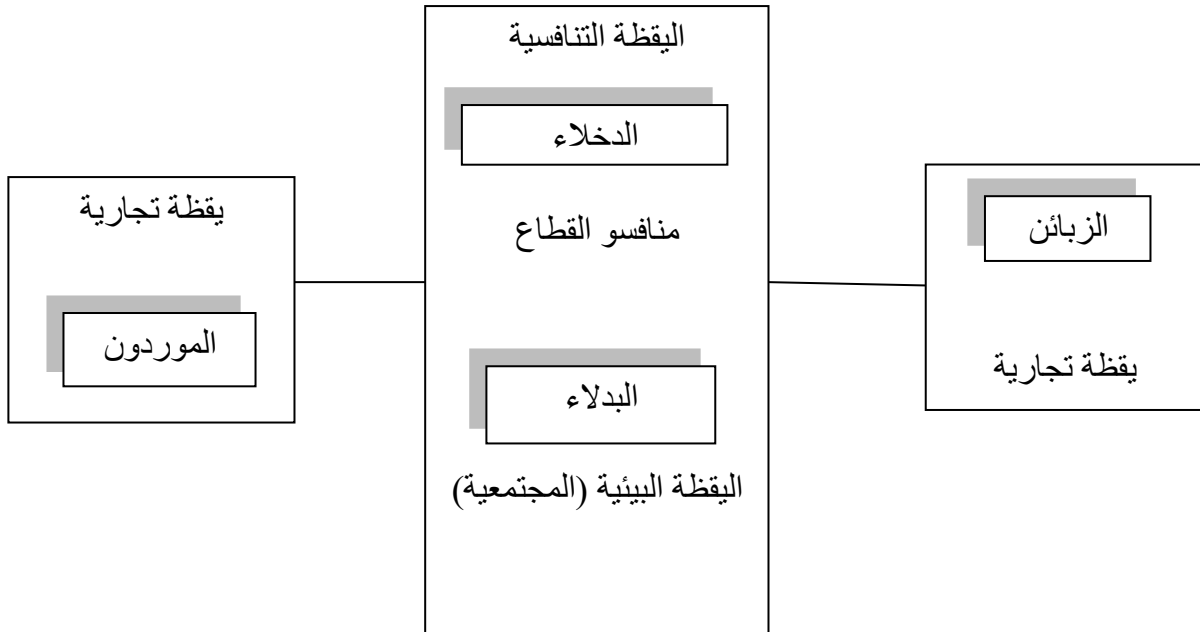 اليقظة التنافسية
الدخلاء
منافسو القطاع
البدلاء
اليقظة البيئية (المجتمعية)
الزبائن
يقظة تجارية
يقظة تجارية
الموردون